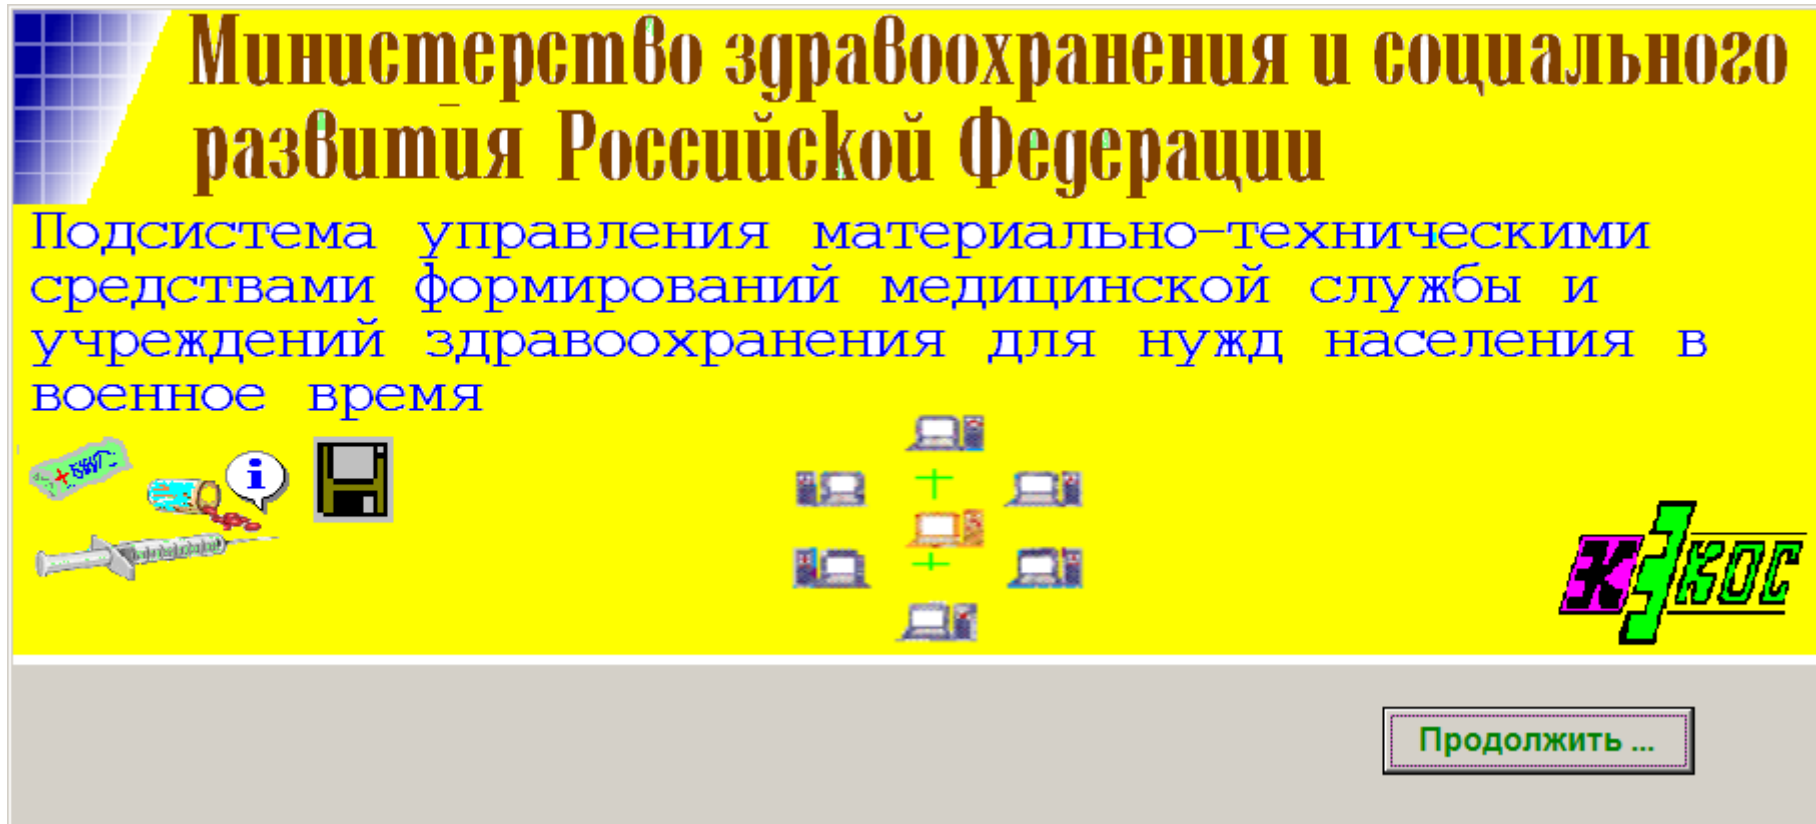 Министерство здравоохранения и социального
развития Российской Федерации
Подсистема управления материально-техническими
средствами формирований медицинской службы и
учреждений здравоохранения для нужд населения в
военное время
i
Продолжить ...